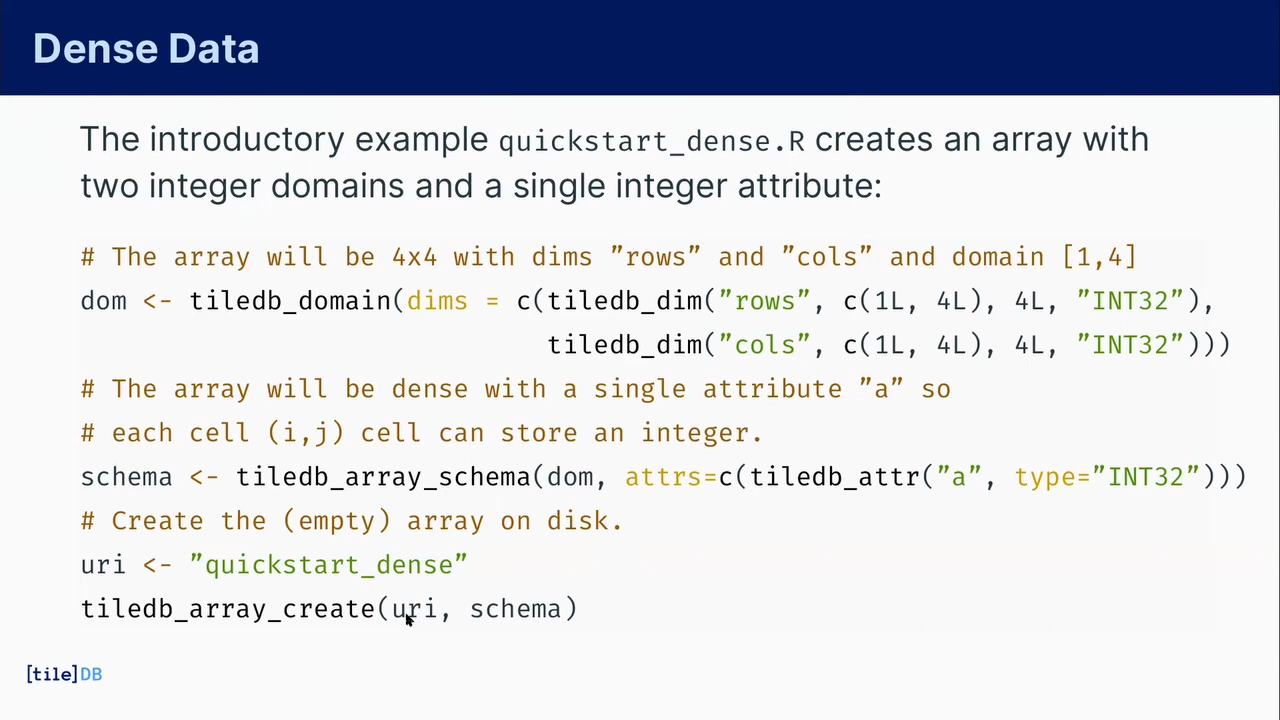 Dense Data
The introductory example quickstart_dense.R creates an array with
two integer domains and a single integer attribute:
# The array will be 4x4 with dims ”rows” and ”cols” and domain [1,4]
dom <- tiledb_domain(dims = c(tiledb_dim(”rows”, c(1L, 4L), 4L, ”INT32”),
tiledb_dim(”cols”, c(1L, 4L), 4L, ”INT32”)))
# The array will be dense with a single attribute ”a” so
# each cell (i,j) cell can store an integer.
schema <- tiledb_array_schema(dom, attrs=c(tiledb_attr(”a”, type=”INT32”)))
# Create the (empty) array on disk.
uri <- ”quickstart_dense”
tiledb_array_create(uri, schema)
[tile]DB